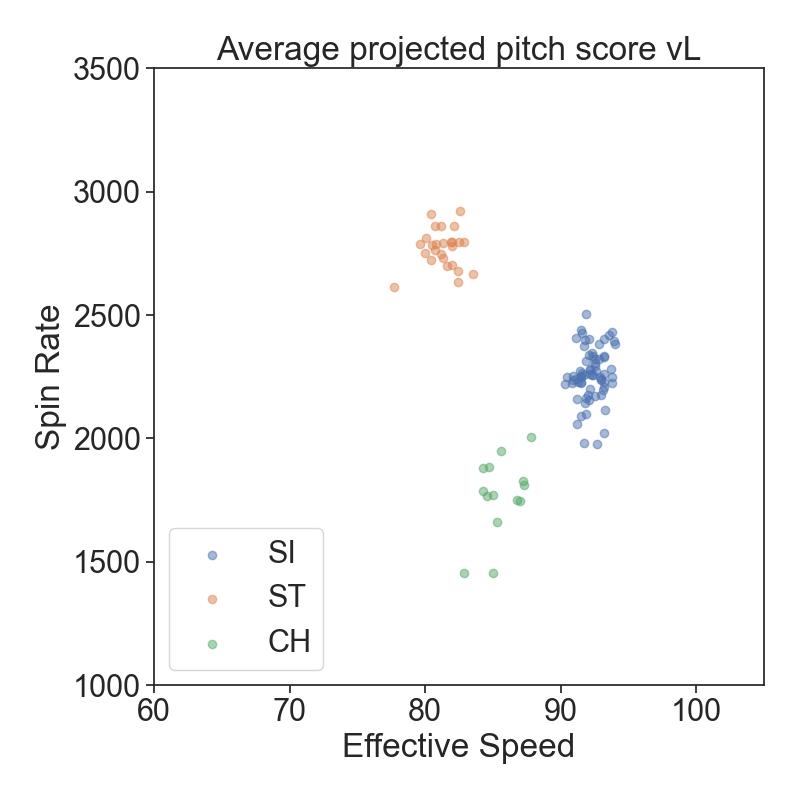 Average projected pitch score vL
3500
3000
2500
2000
1500
1000
Spin Rate
SI
ST
CH
60 70 80 90 100
Effective Speed